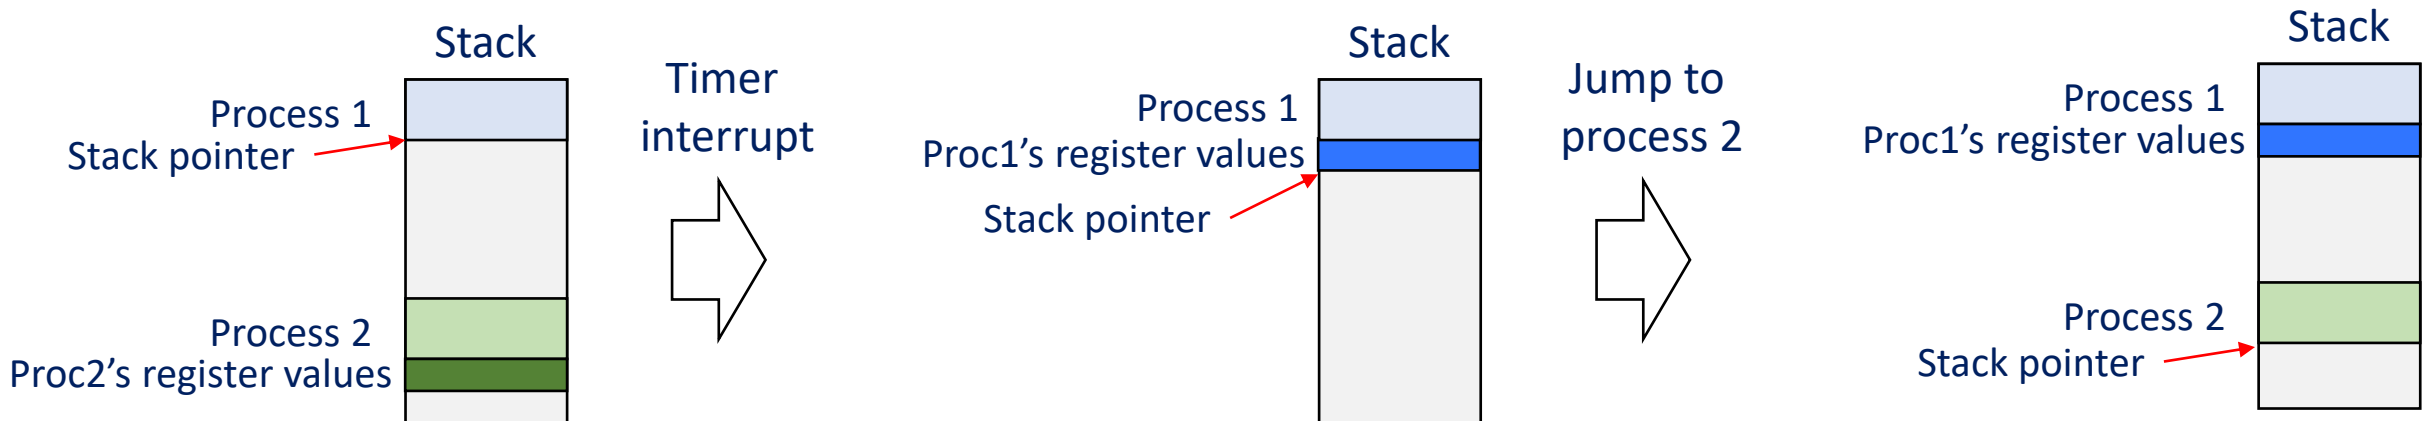 Stack
Process 1
Stack pointer
Process 2
Proc2’s register values
Timer
interrupt
Stack
Process 1
Proc1’s register values
Stack pointer
Jump to
process 2
Stack
Process 1
Proc1’s register values
Process 2
Stack pointer